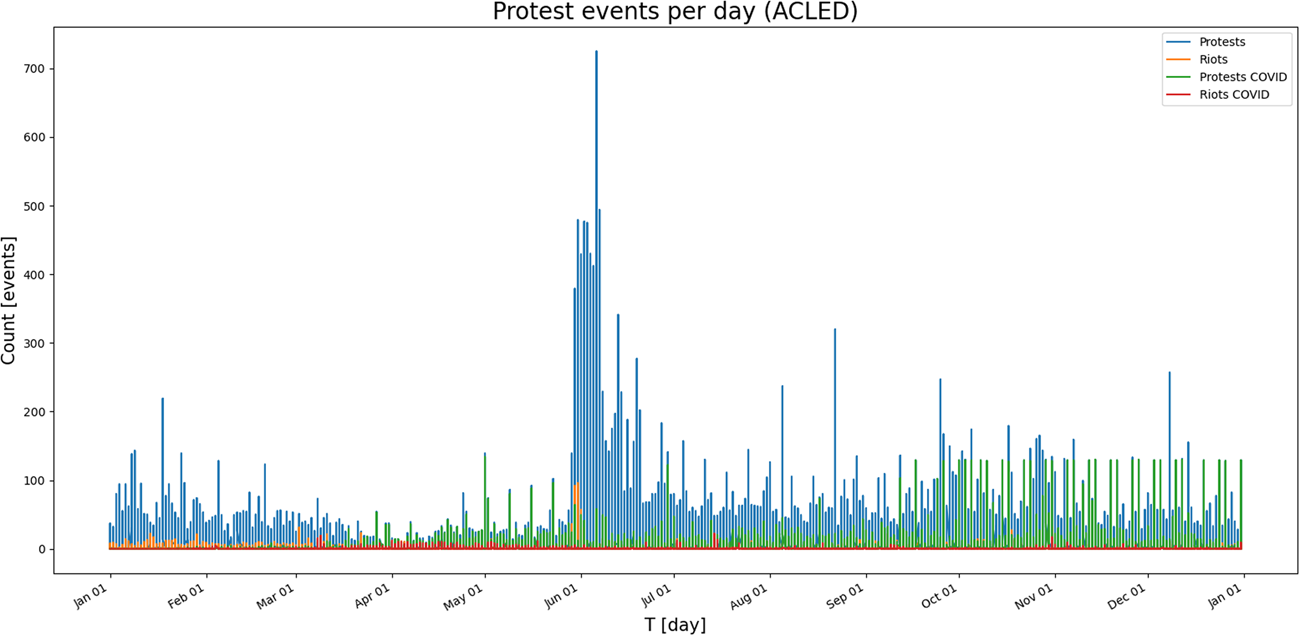 Protest events per day (ACLED)
Protests
Riots
Protests COVID
Riots COVID
Count [events]
700
600
500
400
300
200
100
0
Jan 01
Feb 01
Mar 01
Apr 01
May 01
Jun 01
Jul 01
Aug 01
Sep 01
Oct 01
Nov 01
Dec 01
Jan 01
T [day]